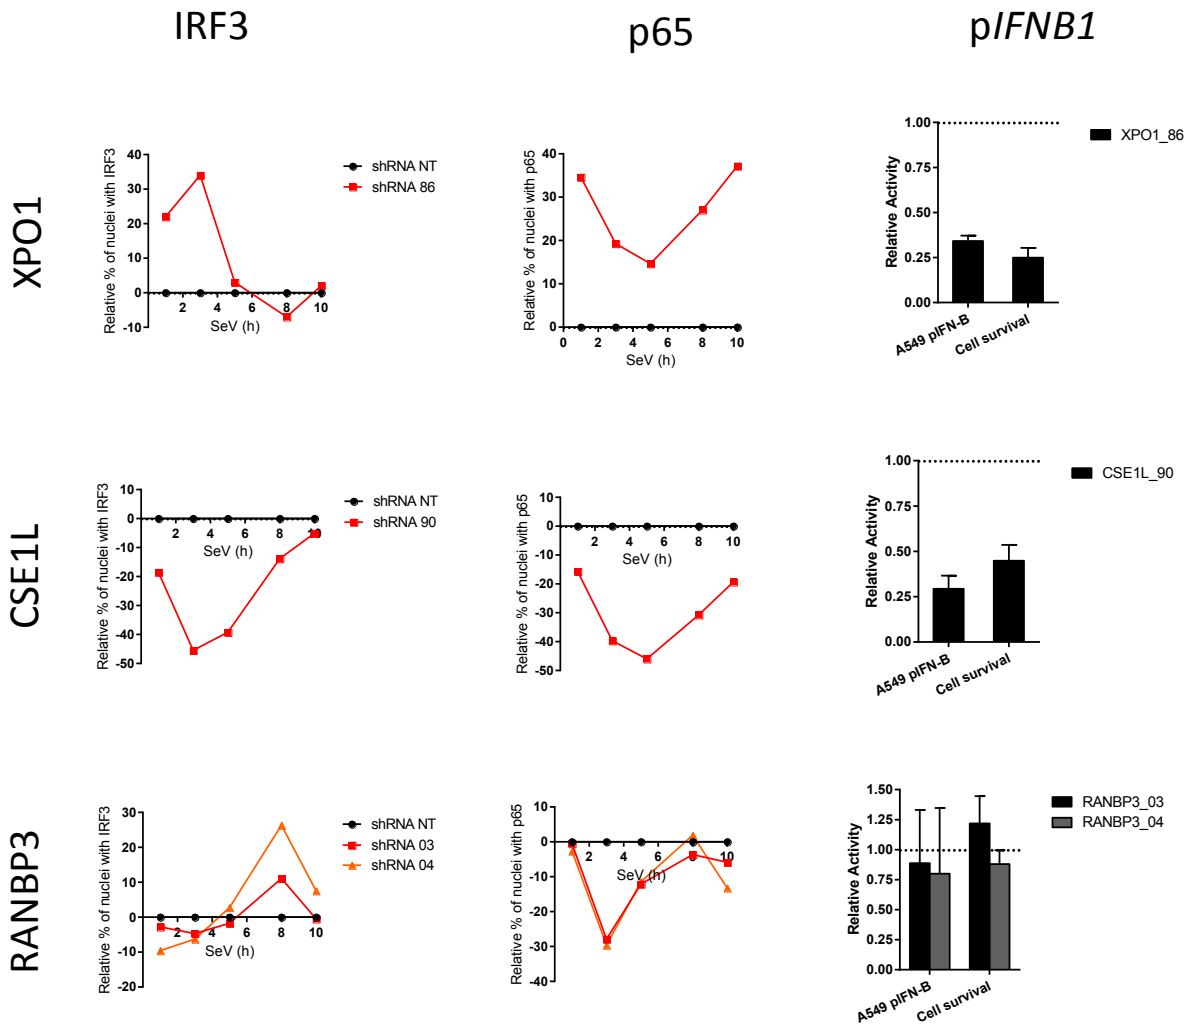 IRF3
p65
pIFNB1
XPO1
Relative % of nuclei with IRF3
40
30
20
10
0
-10
2
4
6
8
10
SeV (h)
shRNA NT
shRNA 86
Relative % of nuclei with p65
40
30
20
10
0
0
2
4
6
8
10
SeV (h)
Relative Activity
1.00
0.75
0.50
0.25
0.00
A549 pIFN-B
Cell survival
XPO1_86
CSE1L
Relative % of nuclei with IRF3
10
0
-10
-20
-30
-40
-50
2
4
6
8
10
SeV (h)
shRNA NT
shRNA 90
Relative % of nuclei with p65
10
0
-10
-20
-30
-40
-50
2
4
6
8
10
SeV (h)
Relative Activity
1.00
0.75
0.50
0.25
0.00
A549 pIFN-B
Cell survival
CSE1L_90
RANBP3
Relative % of nuclei with IRF3
30
20
10
0
-10
-20
2
4
6
8
10
SeV (h)
shRNA NT
shRNA 03
shRNA 04
Relative % of nuclei with p65
10
0
-10
-20
-30
-40
2
4
6
8
10
SeV (h)
Relative Activity
1.50
1.25
1.00
0.75
0.50
0.25
0.00
A549 pIFN-B
Cell survival
RANBP3_03
RANBP3_04